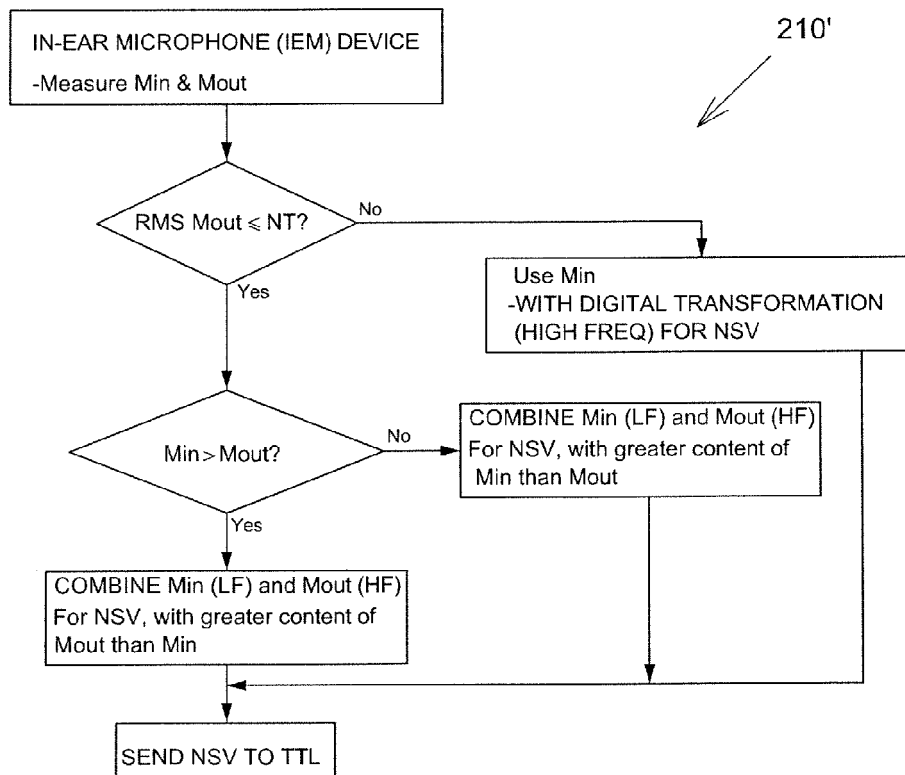 IN-EAR MICROPHONE (IEM) DEVICE
-Measure Min & Mout
210'
RMS Mout ⩽ NT?
No
Yes
Use Min
-WITH DIGITAL TRANSFORMATION
(HIGH FREQ) FOR NSV
Min > Mout?
No
COMBINE Min (LF) and Mout (HF)
For NSV, with greater content of
Min than Mout
Yes
COMBINE Min (LF) and Mout (HF)
For NSV, with greater content of
Mout than Min
SEND NSV TO TTL